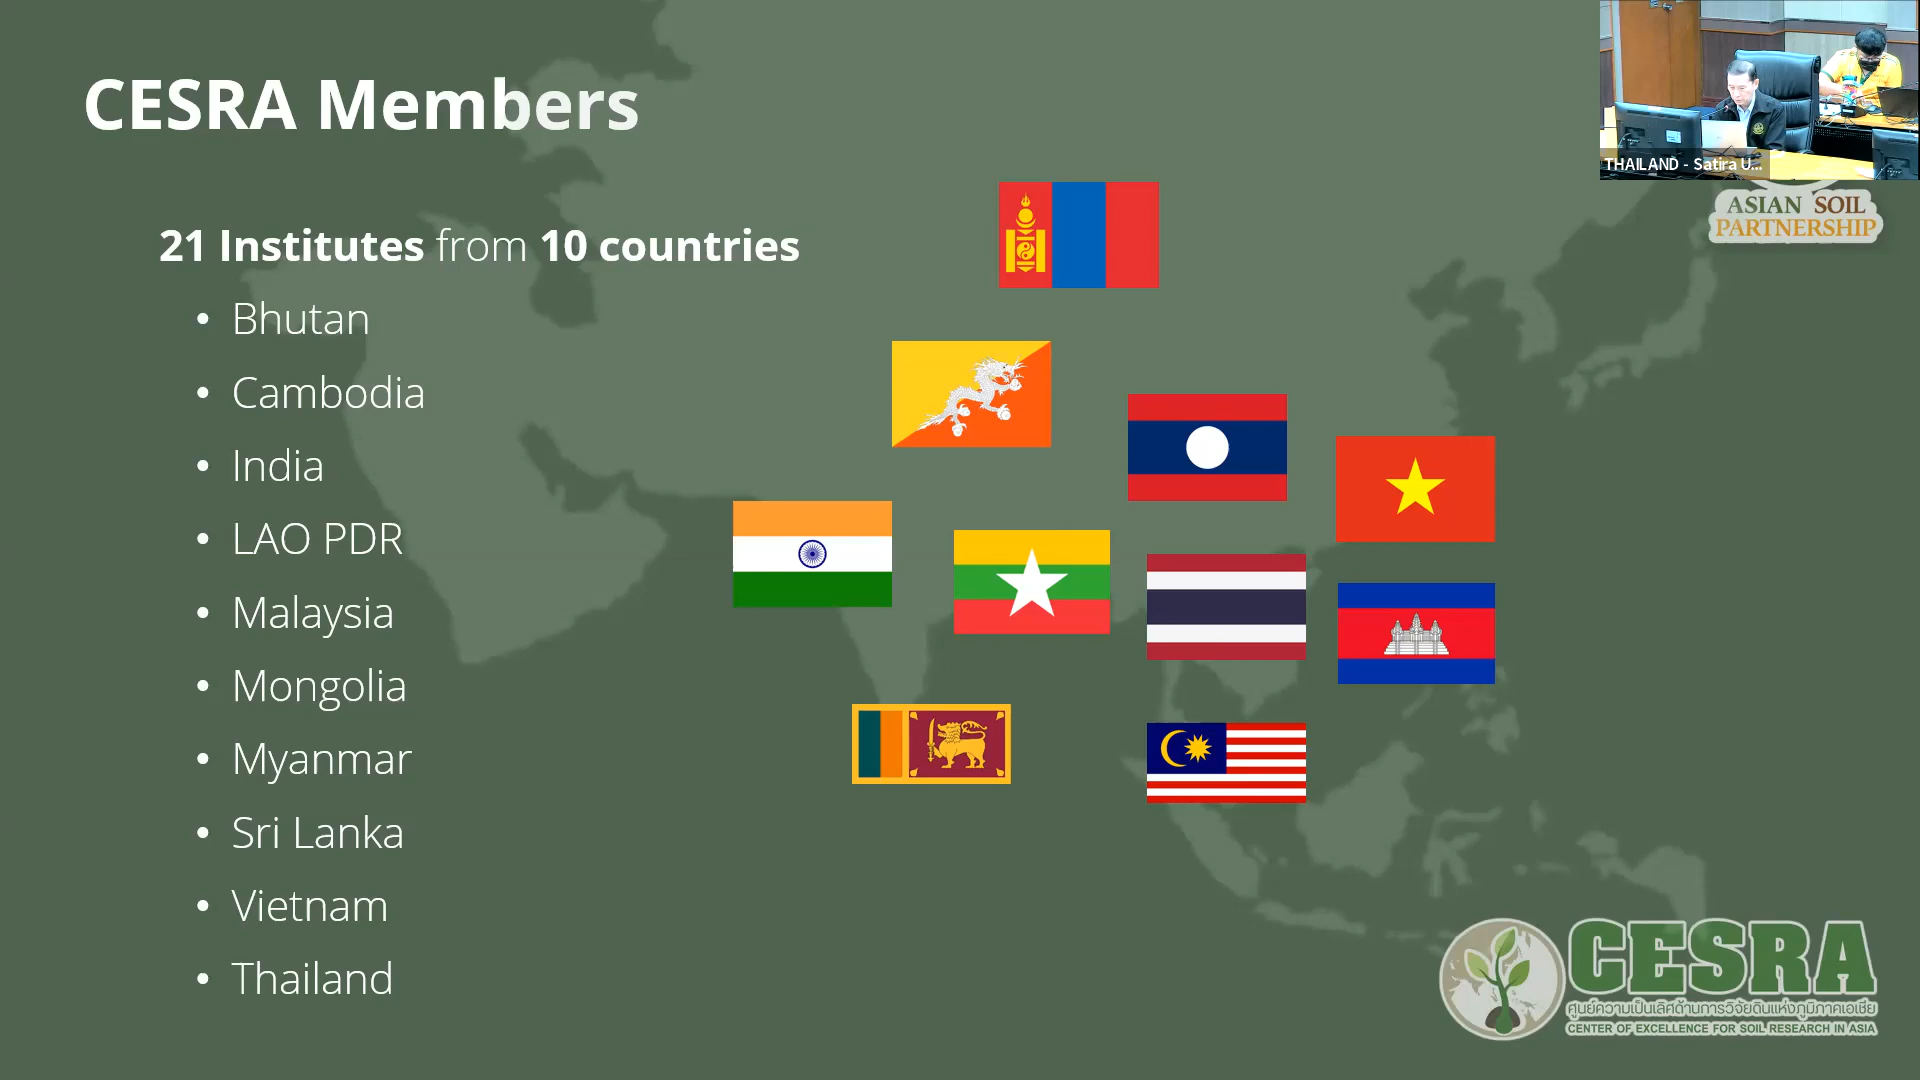 CESRA Members
21 Institutes from 10 countries
• Bhutan
• Cambodia
• India
• LAO PDR
• Malaysia
• Mongolia
• Myanmar
• Sri Lanka
• Vietnam
• Thailand
THAILAND - Satira U...
ASIAN SOIL
PARTNERSHIP
CESRA
ศูนย์ความเป็นเลิศด้านการวิจัยดินแห่งภูมิภาคเอเชีย
CENTER OF EXCELLENCE FOR SOIL RESEARCH IN ASIA